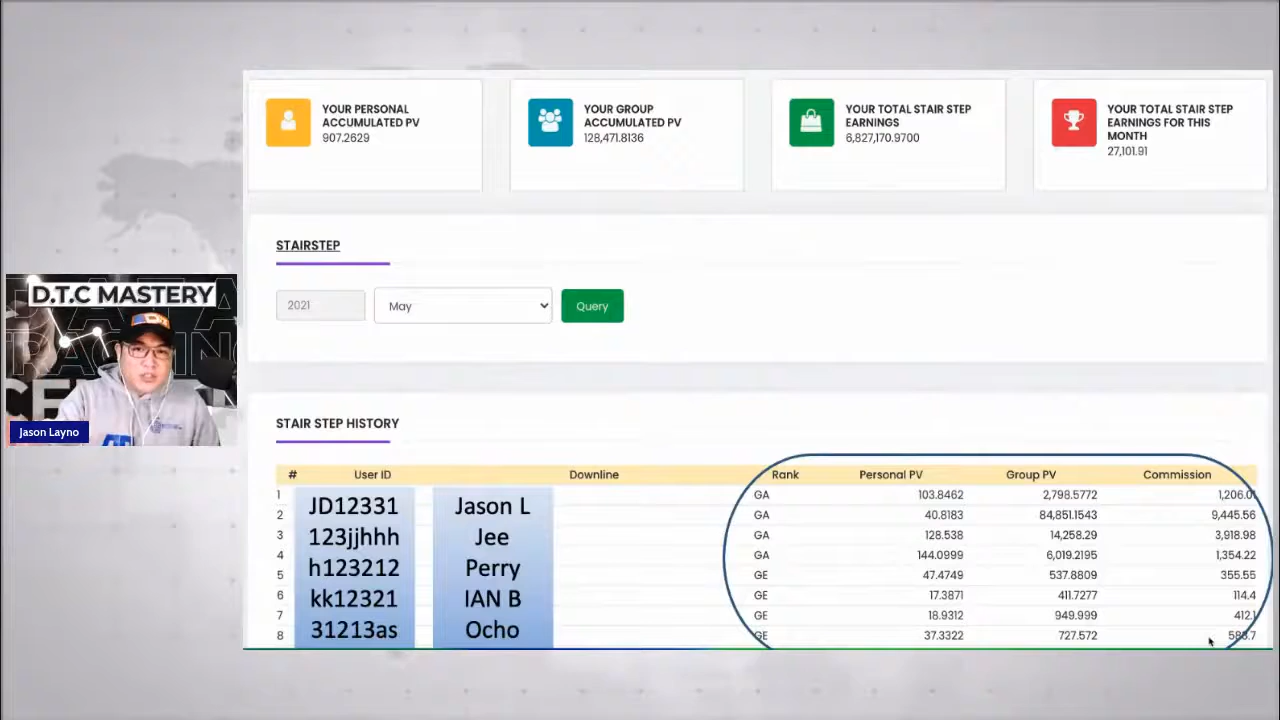 YOUR PERSONAL
ACCUMULATED PV
907.2629
YOUR GROUP
ACCUMULATED PV
128,471.8136
YOUR TOTAL STAIR STEP
EARNINGS
6,827,170.9700
YOUR TOTAL STAIR STEP
EARNINGS FOR THIS
MONTH
27,101.91
STAIRSTEP
2021 May Query
D.T.C MASTERY
Jason Layno
STAIR STEP HISTORY
# User ID Downline Rank Personal PV Group PV Commission
1 JD12331 Jason L GA 103.8462 2,798.5772
2 123jjhhh Jee GA 40.8183 84,851.1543 9,445.56
3 h123212 Perry GA 128.538 14,258.29 3,918.98
4 kk12321 IAN B GA 144.0999 6,019.2195 1,354.22
5 31213as Ocho GE 47.4749 537.8809 355.55
6 GE 17.3871 411.7277 114.4
7 GE 18.9312 949.999
8 GE 37.3322 727.572